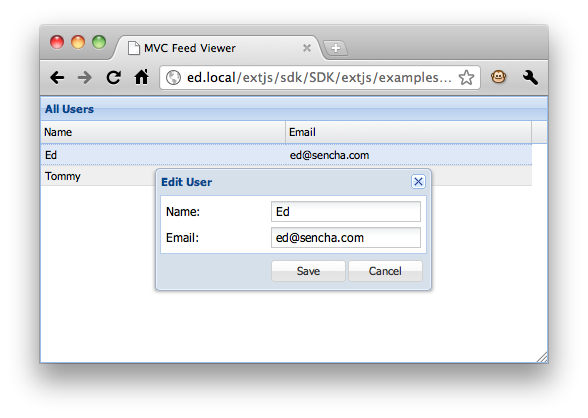 MVC Feed Viewer
ed.local/extjs/sdk/SDK/extjs/examples...
All Users
Name Email
Ed ed@sencha.com
Tommy
Edit User
Name: Ed
Email: ed@sencha.com
Save Cancel